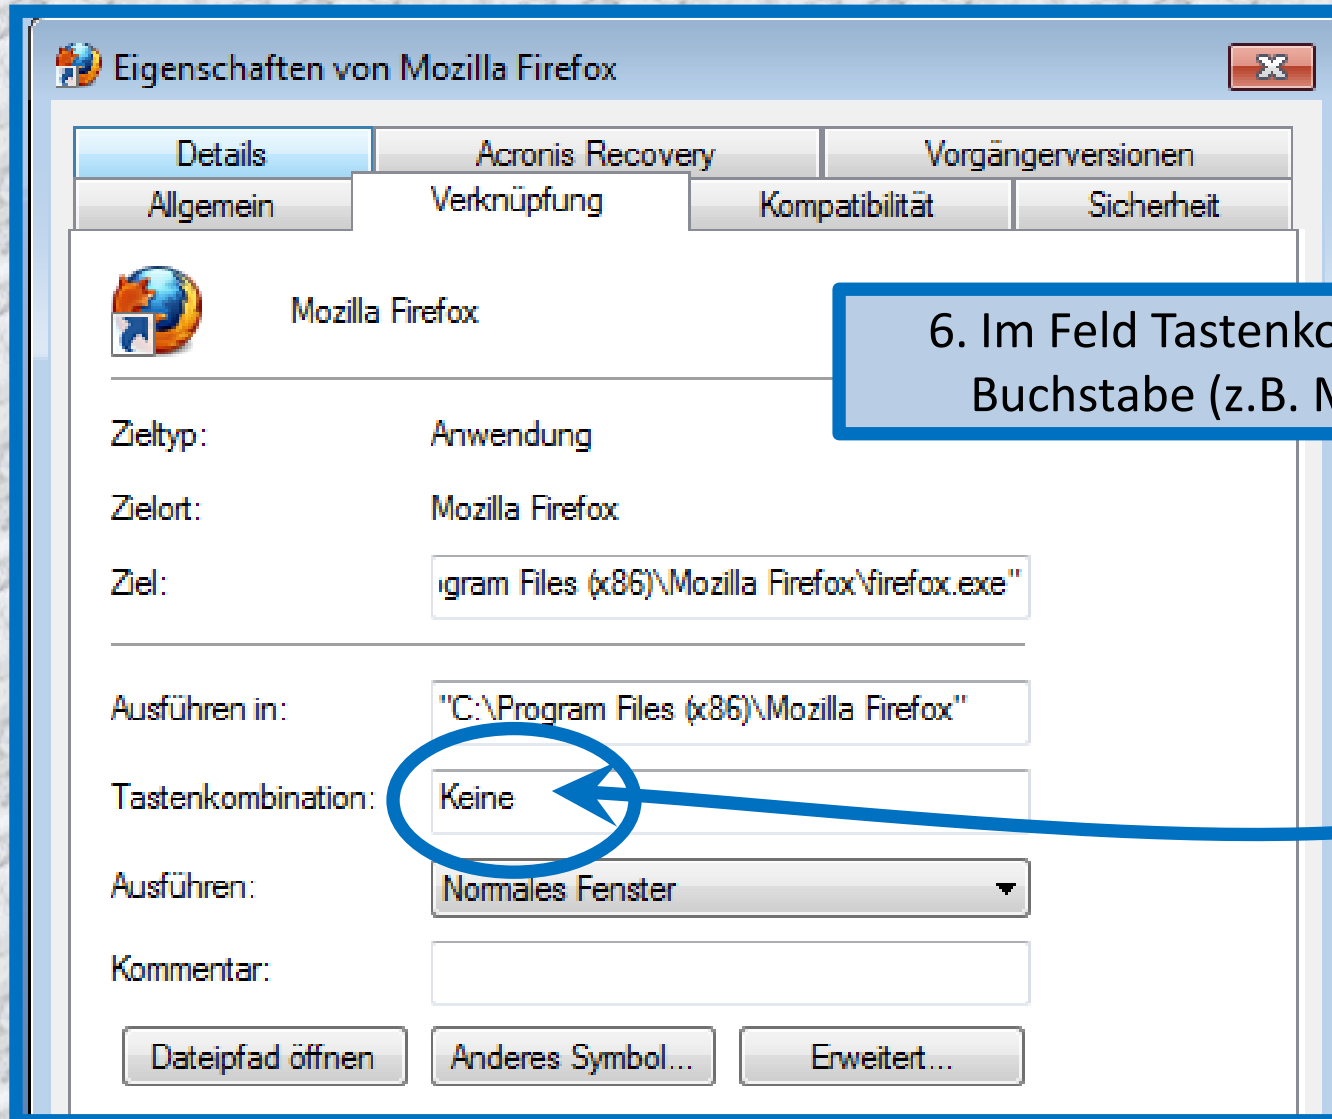 Eigenschaften von Mozilla Firefox
Details Acronis Recovery Vorgängerversionen
Allgemein Verknüpfung Kompatibilität Sicherheit
Mozilla Firefox
6. Im Feld
Buchstabe (z.B.
Zieltyp: Anwendung
Zielort: Mozilla Firefox
Ziel: Files (x86)\Mozilla Firefox\firefox.exe"
Ausführen in: "C:\Program Files (x86)\Mozilla Firefox"
Tastenkombination: Keine
Ausführen: Normales Fenster
Kommentar:
Dateipfad öffnen Anderes Symbol... Erweitert...